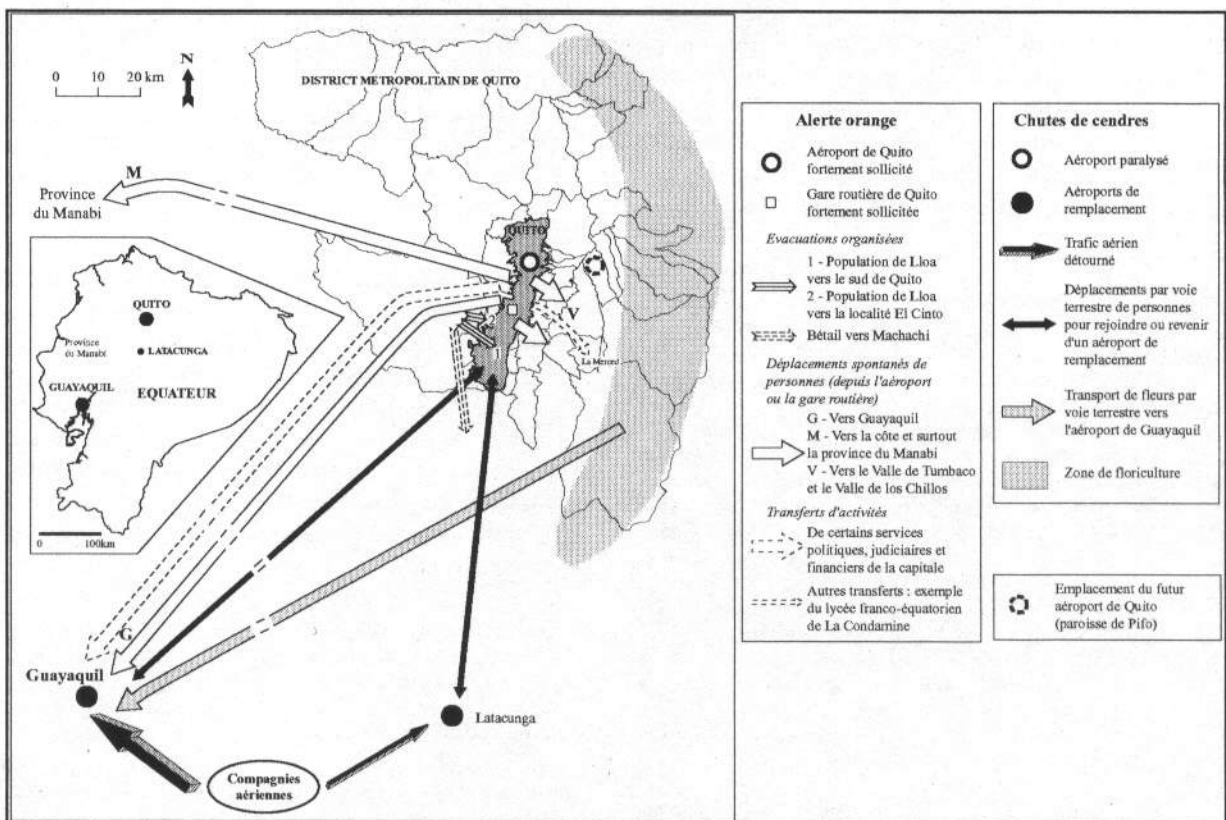 0 10 20 km
N
DISTRICT METROPOLITAIN DE QUITO
M
Province
du Manabi
QUITO
V
1
La Merced
QUITO
LATACUNGA
Province
du Manabi
GUAYAQUIL
EQUATEUR
0 100km
G
Guayaquil
Latacunga
Compagnies
aériennes
Alerte orange
Aéroport de Quito
fortement sollicité
Gare routière de Quito
fortement sollicitée
Evacuations organisées
1 - Population de Lloa
vers le sud de Quito
2 - Population de Lloa
vers la localité El Cinto
Bétail vers Machachi
Déplacements spontanés de
personnes (depuis l'aéroport
ou la gare routière)
G - Vers Guayaquil
M - Vers la côte et surtout
la province du Manabi
V - Vers le Valle de Tumbaco
et le Valle de los Chillos
Transferts d'activités
De certains services
politiques, judiciaires et
financiers de la capitale
Autres transferts : exemple
du lycée franco-équatorien
de La Condamine
Chutes de cendres
Aéroport paralysé
Aéroports de
remplacement
Trafic aérien
détourné
Déplacements par voie
terrestre de personnes
pour rejoindre ou revenir
d'un aéroport de
remplacement
Transport de fleurs par
voie terrestre vers
l'aéroport de Guayaquil
Zone de floriculture
Emplacement du futur
aéroport de Quito
(paroisse de Pifo)